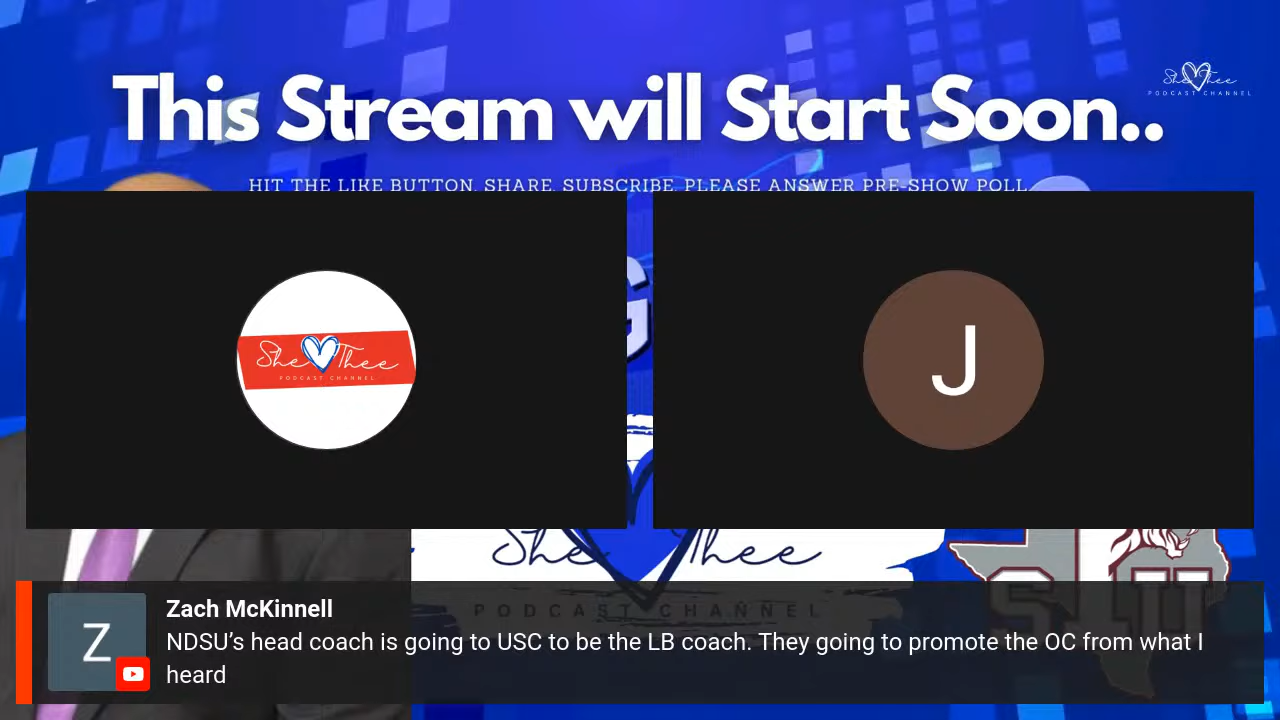 This Stream will Start Soon..
She Thee
PODCAST CHANNEL
HIT THE LIKE BUTTON, SHARE, SUBSCRIBE, PLEASE ANSWER PRE-SHOW POLL
G
She Thee
PODCAST CHANNEL
J
She Thee
PODCAST CHANNEL
Z
Zach McKinnell
NDSU’s head coach is going to USC to be the LB coach. They going to promote the OC from what I
heard